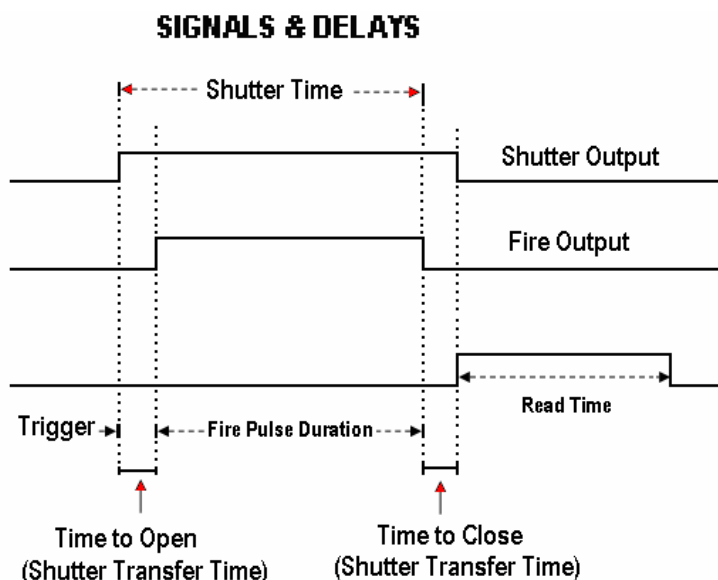 SIGNALS & DELAYS
Shutter Time
Shutter Output
Fire Output
Read Time
Trigger
Fire Pulse Duration
Time to Open
(Shutter Transfer Time)
Time to Close
(Shutter Transfer Time)